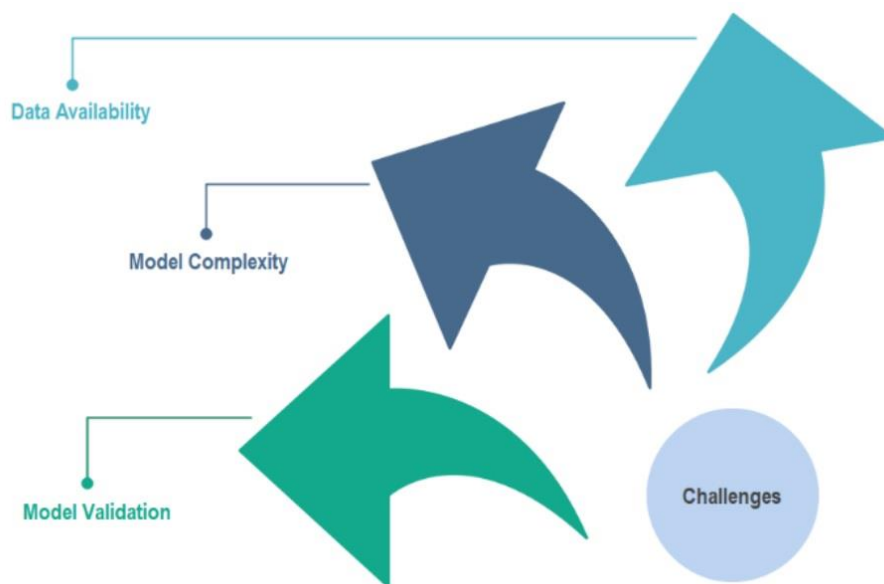 Data Availability
Model Complexity
Model Validation
Challenges